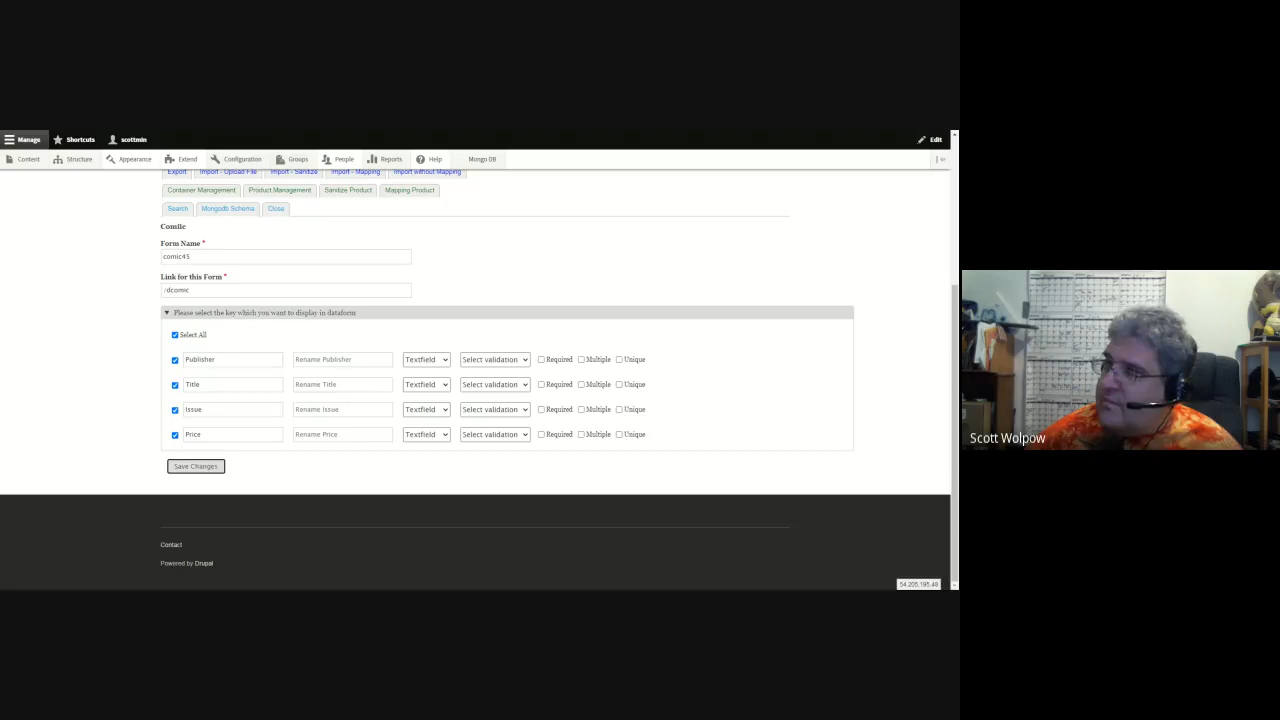 Manage Shortcuts scottmin Edit
Content Structure Appearance Extend Configuration Groups People Reports Help Mongo DB
Export Import - Upload File Import - Sanitize Import - Mapping Import without Mapping
Container Management Product Management Sanitize Product Mapping Product
Search Mongodb Schema Close
Comiic
Form Name *
comic45
Link for this Form *
/dcomic
Please select the key which you want to display in dataform
Select All
Publisher Rename Publisher Textfield Select validation Required Multiple Unique
Title Rename Title Textfield Select validation Required Multiple Unique
Issue Rename Issue Textfield Select validation Required Multiple Unique
Price Rename Price Textfield Select validation Required Multiple Unique
Save Changes
Scott Wolpow
Contact
Powered by Drupal
54.205.195.48